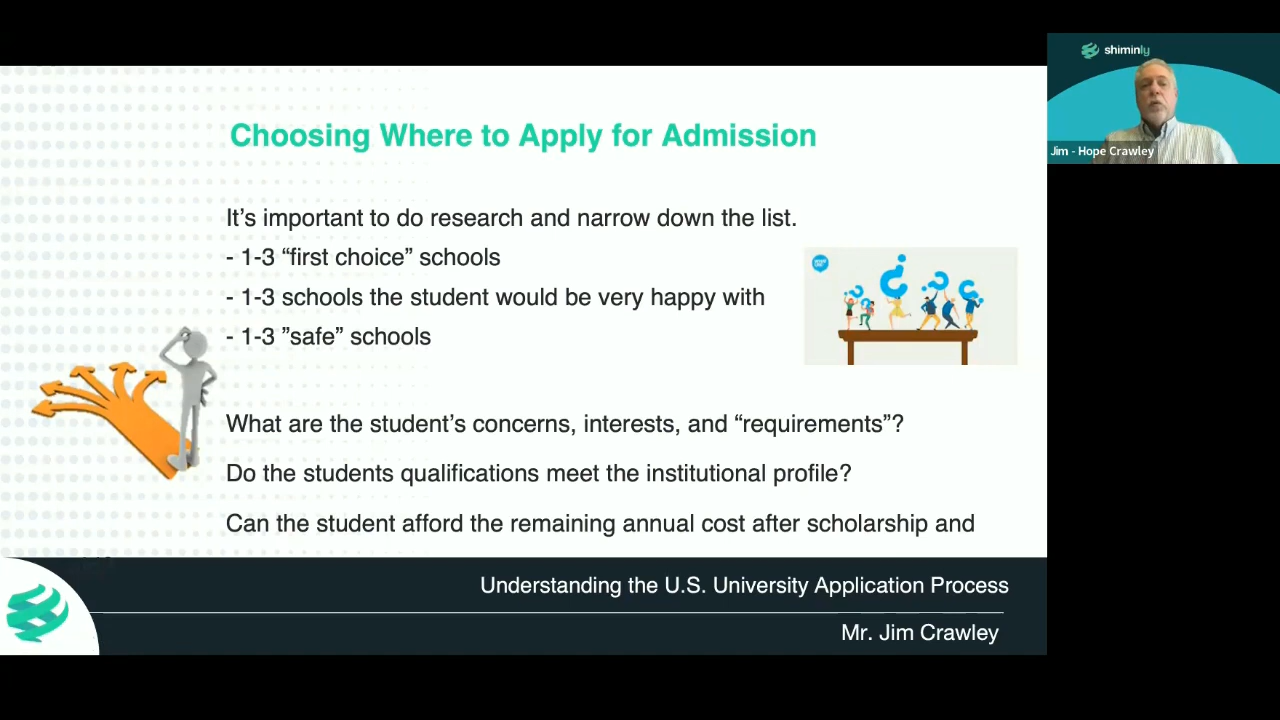 shiminly
Jim - Hope Crawley
Choosing Where to Apply for Admission
It’s important to do research and narrow down the list.
- 1-3 “first choice” schools
- 1-3 schools the student would be very happy with
- 1-3 ”safe” schools
What are the student’s concerns, interests, and “requirements”?
Do the students qualifications meet the institutional profile?
Can the student afford the remaining annual cost after scholarship and
Understanding the U.S. University Application Process
Mr. Jim Crawley